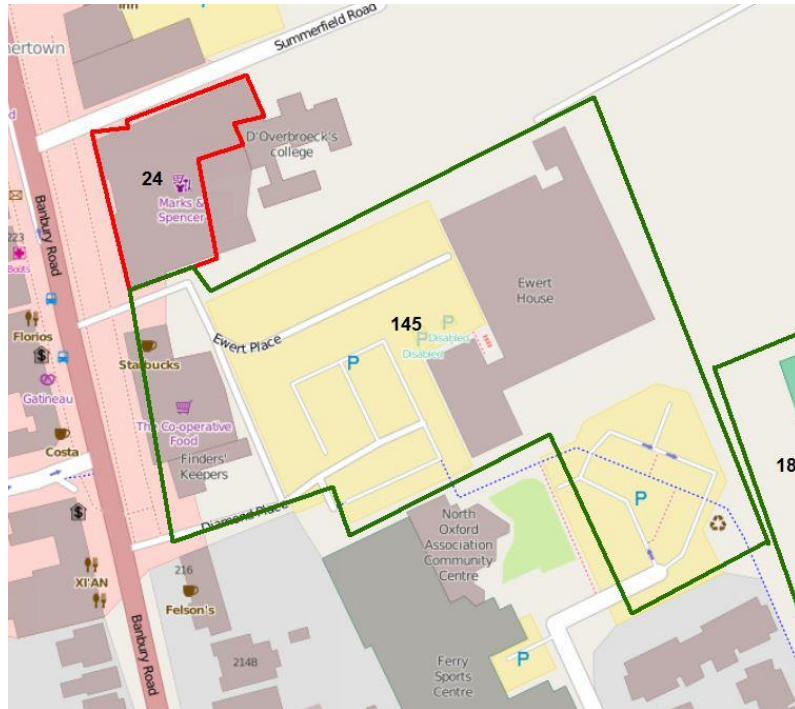 Inn
P
Summerfield Road
nertown
D'Overbroeck's
college
24
Marks &
Spencer
Banbury Road
223
Boots
Florios
Gatineau
Costa
Starbucks
The Co-operative
Food
Finders'
Keepers
Ewert Place
145
P
Disabled
P
Disabled
P
Ewert
House
18
Diamond Place
North
Oxford
Association
Community
Centre
P
216
Felson's
XI'AN
Banbury Road
214B
P
Ferry
Sports
Centre